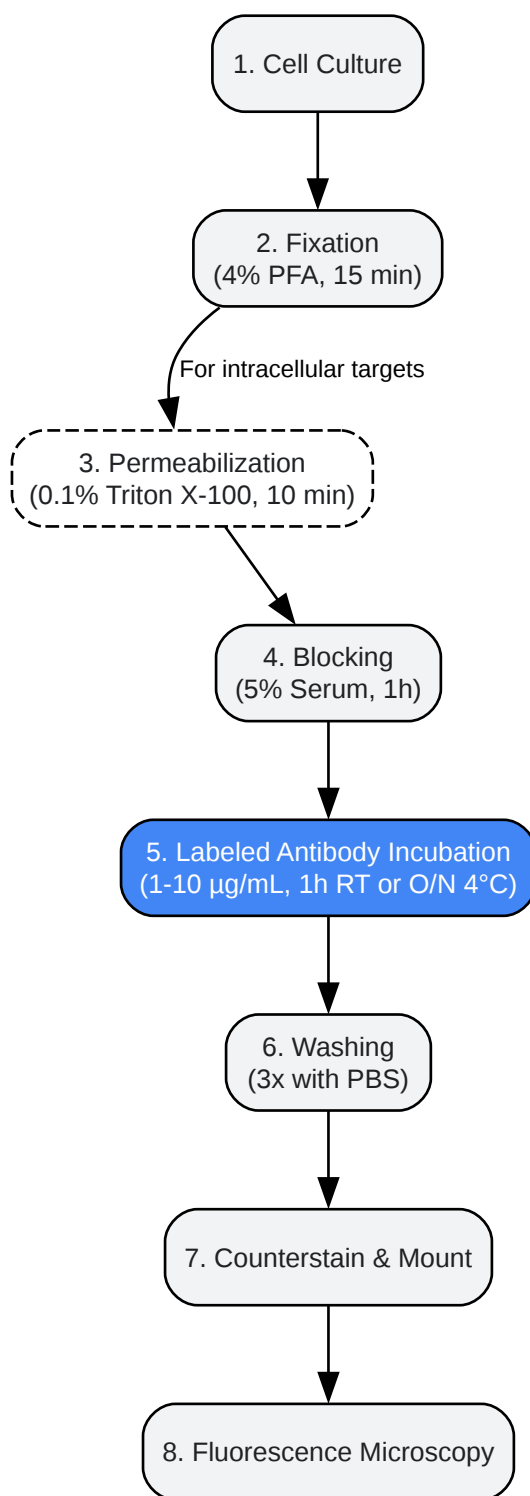 1. Cell Culture
2. Fixation
(4% PFA, 15 min)
For intracellular targets
3. Permeabilization
(0.1% Triton X-100, 10 min)
4. Blocking
(5% Serum, 1h)
5. Labeled Antibody Incubation
(1-10 µg/mL, 1h RT or O/N 4°C)
6. Washing
(3x with PBS)
7. Counterstain & Mount
8. Fluorescence Microscopy